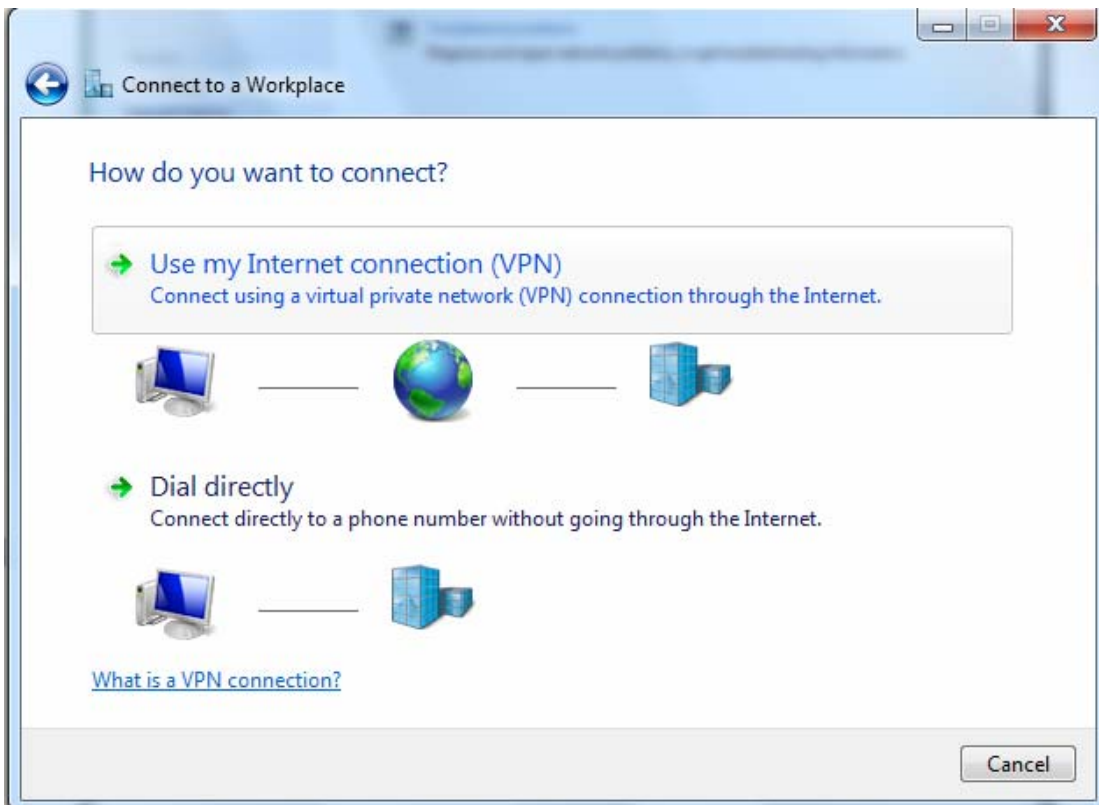 Connect to a Workplace
How do you want to connect?
Use my Internet connection (VPN)
Connect using a virtual private network (VPN) connection through the Internet.
Dial directly
Connect directly to a phone number without going through the Internet.
What is a VPN connection?
Cancel